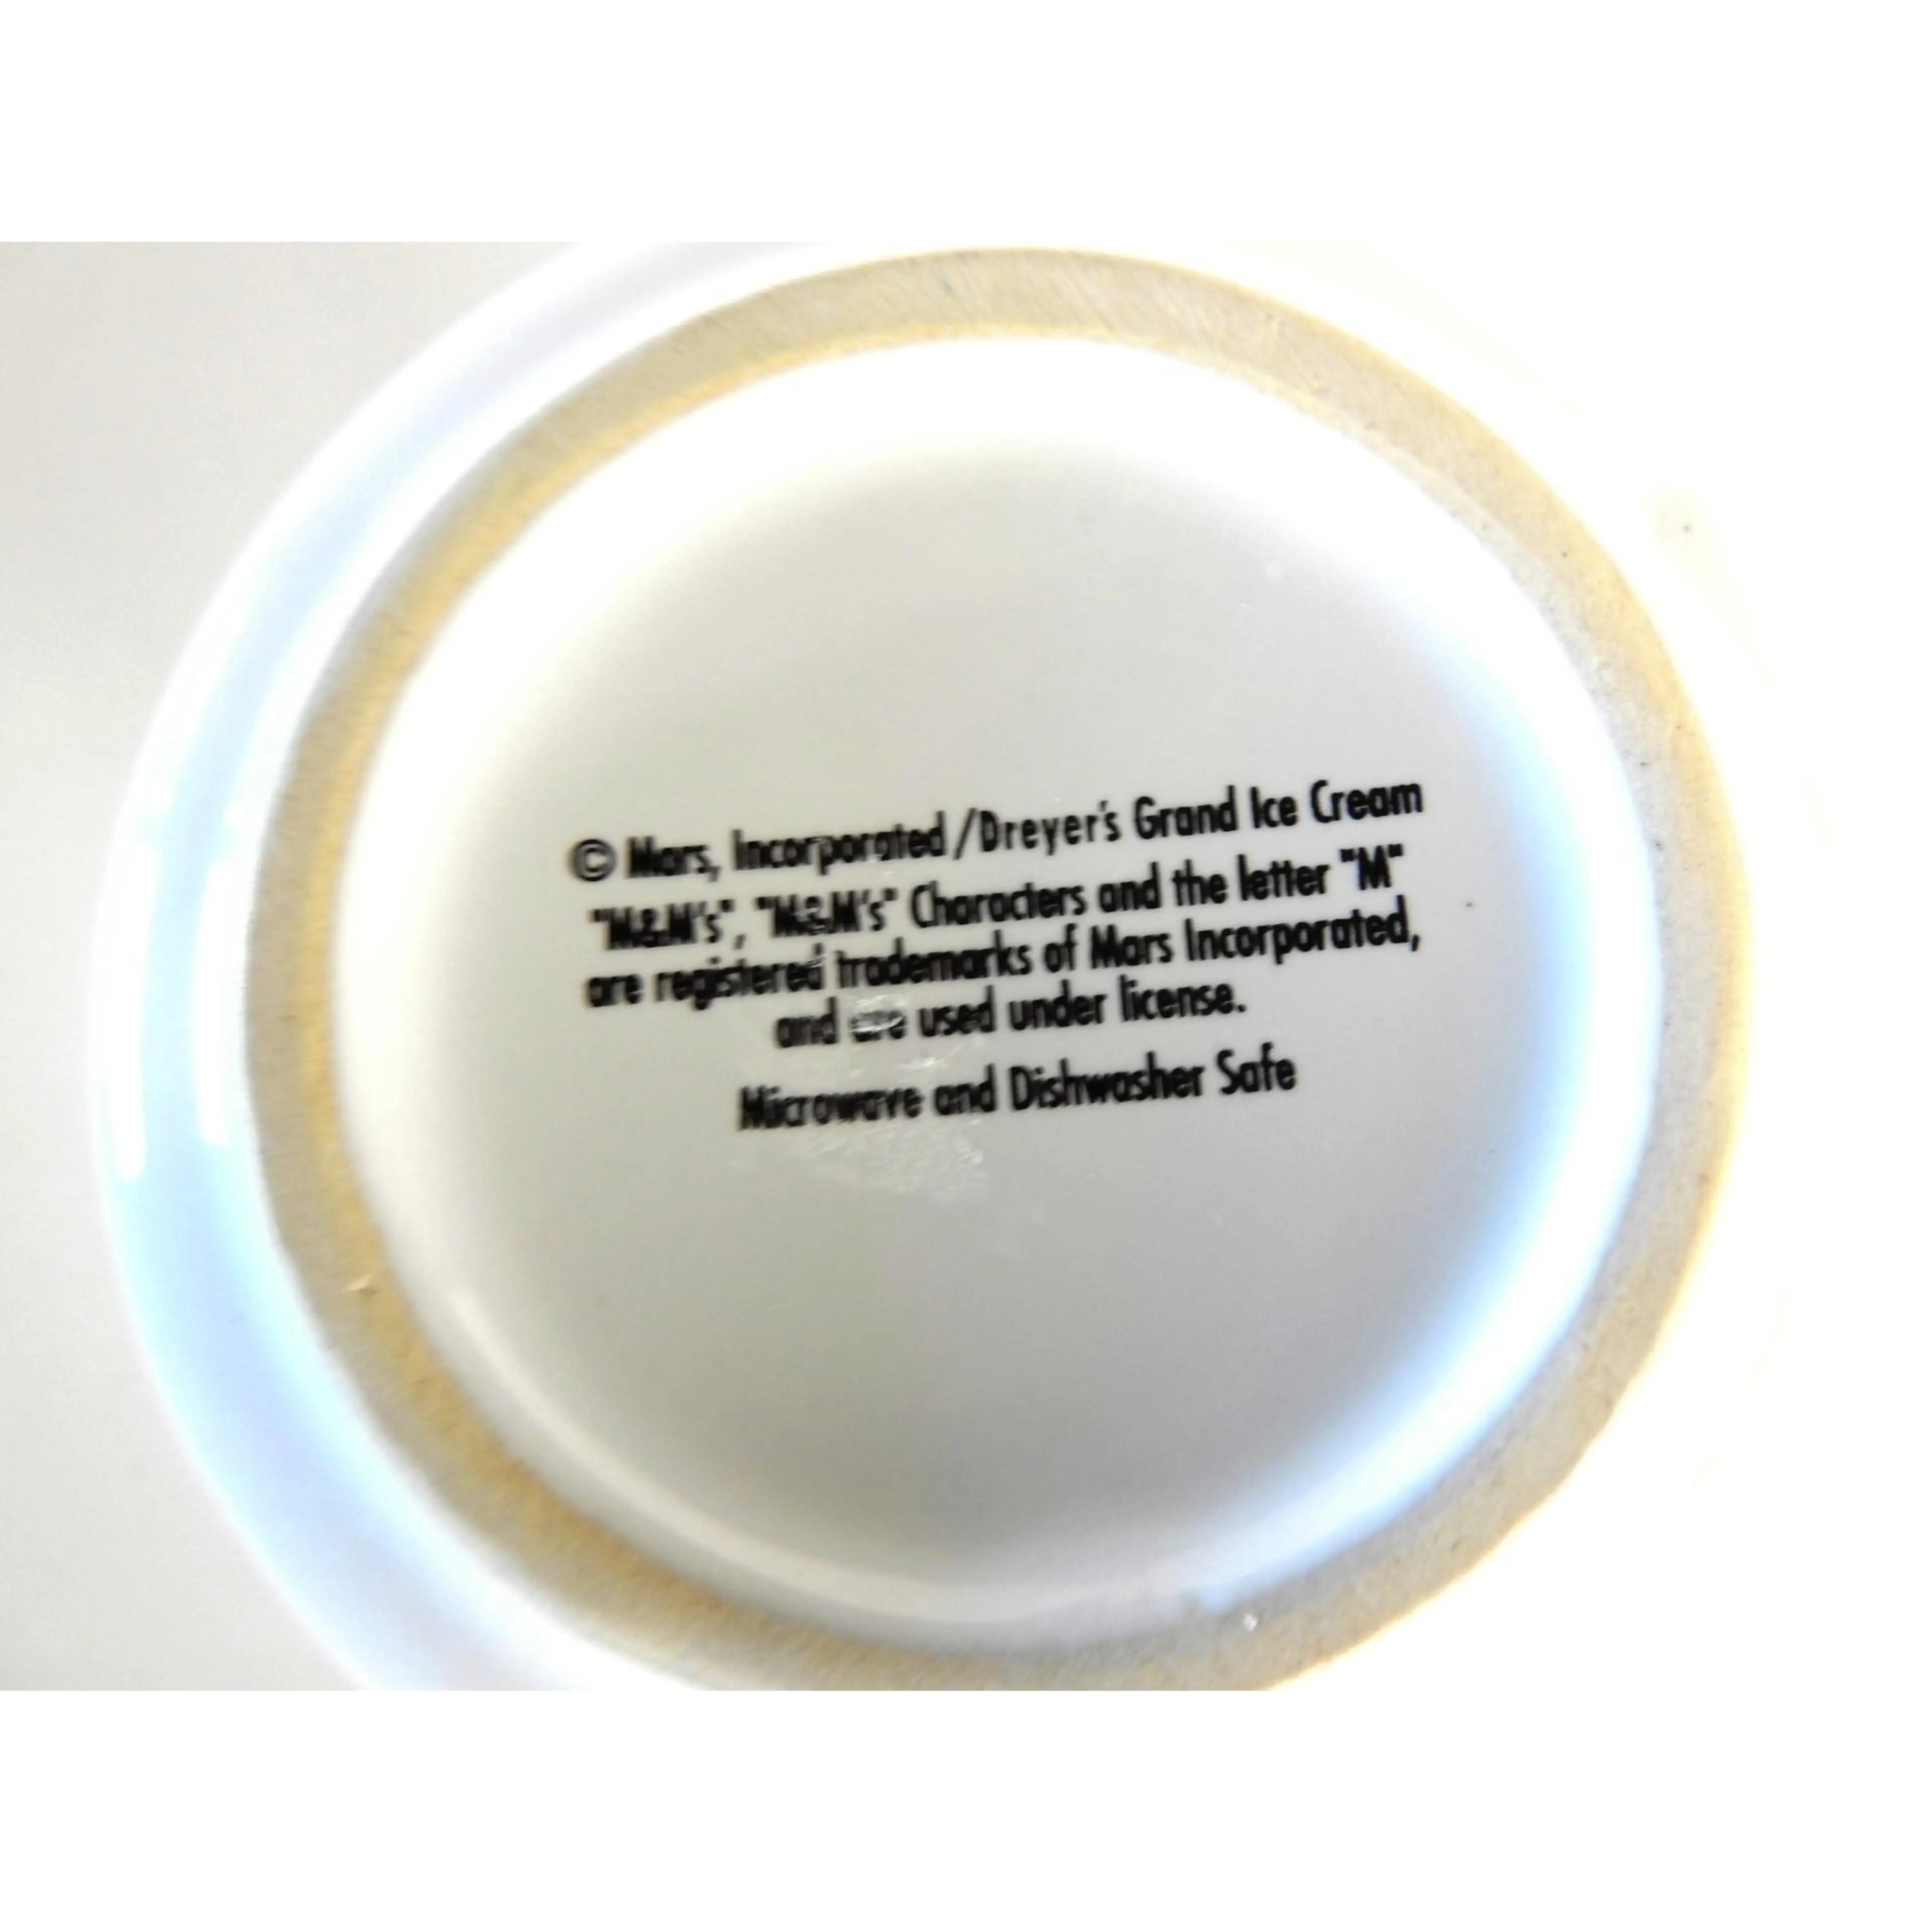 © Mars, Incorporated/Dreyer's Grand Ice Cream
"M&M's", "M&M's" Characters and the letter "M"
are registered trademarks of Mars Incorporated,
and are used under license.
Microwave and Dishwasher Safe